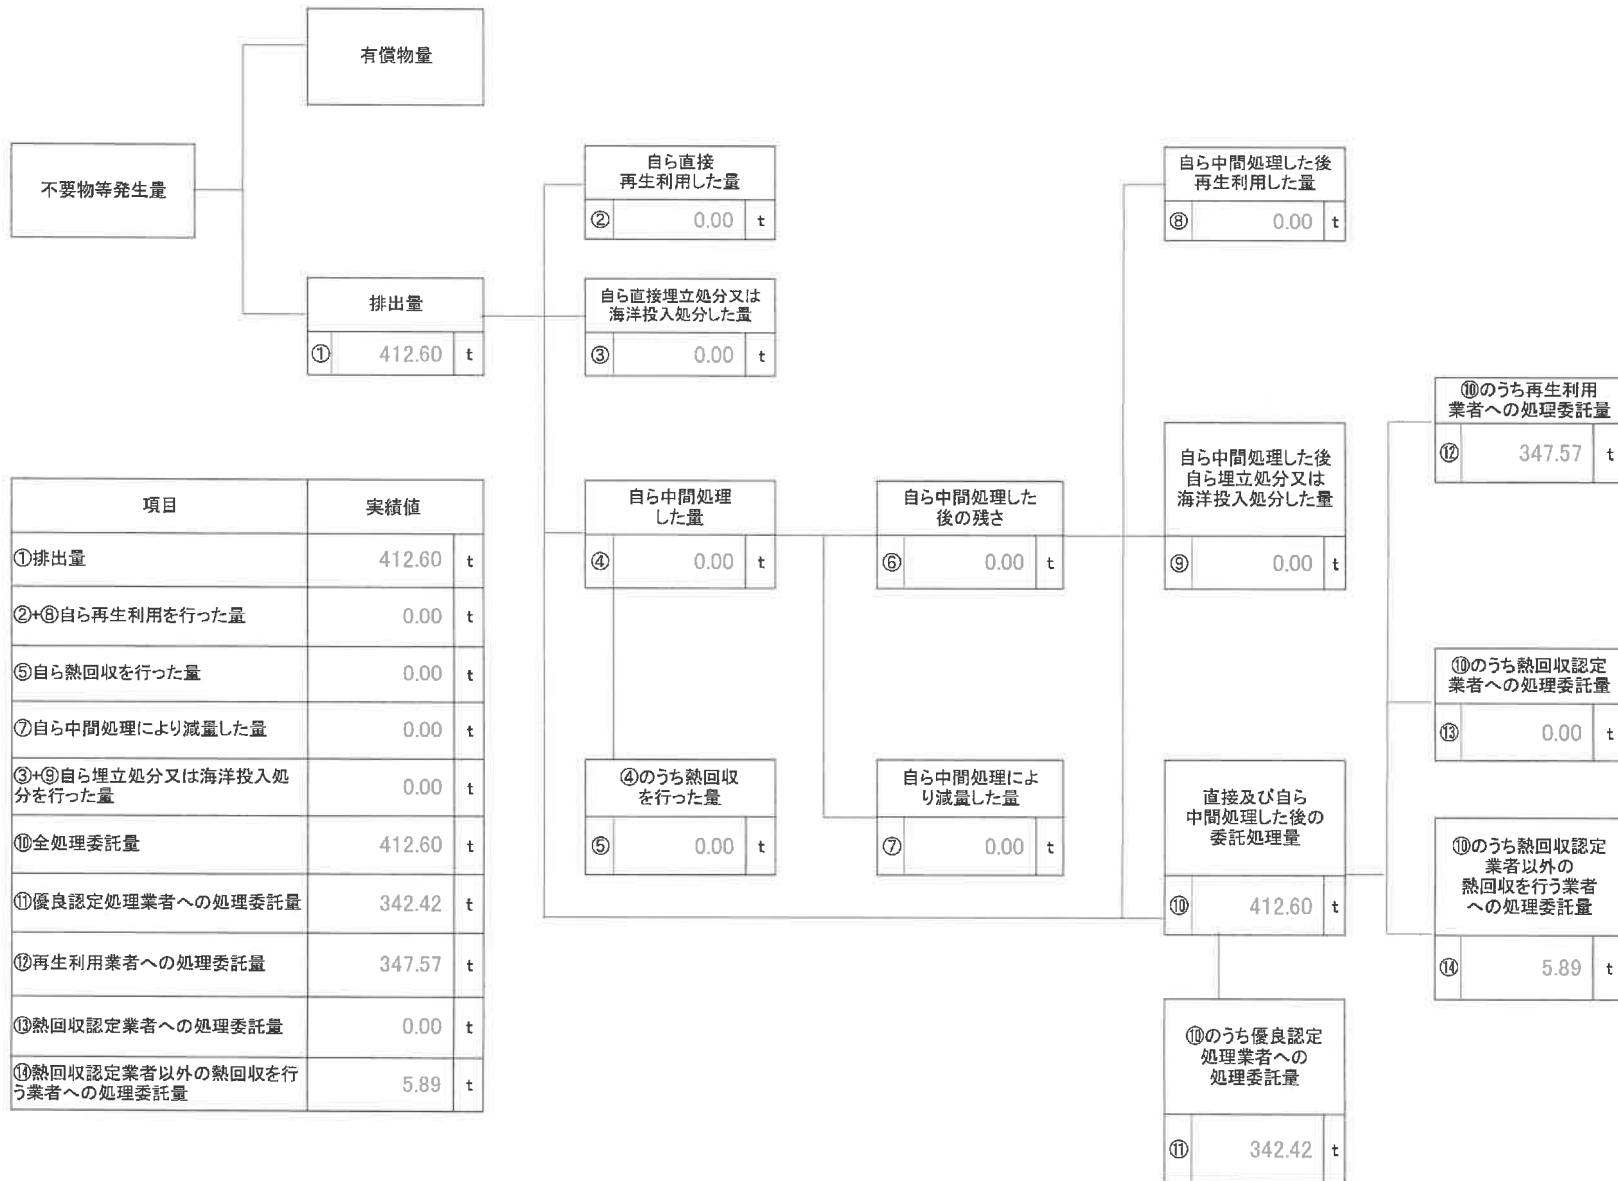 有償物量
不要物等発生量
排出量
① 412.60 t
自ら直接
再生利用した量
② 0.00 t
自ら直接埋立処分又は
海洋投入処分した量
③ 0.00 t
自ら中間処理
した量
④ 0.00 t
④のうち熱回収
を行った量
⑤ 0.00 t
自ら中間処理した
後の残さ
⑥ 0.00 t
自ら中間処理によ
り減量した量
⑦ 0.00 t
自ら中間処理した後
再生利用した量
⑧ 0.00 t
自ら中間処理した後
自ら埋立処分又は
海洋投入処分した量
⑨ 0.00 t
直接及び自ら
中間処理した後の
委託処理量
⑩ 412.60 t
⑩のうち優良認定
処理業者への
処理委託量
⑪ 342.42 t
⑩のうち再生利用
業者への処理委託量
⑫ 347.57 t
⑩のうち熱回収認定
業者への処理委託量
⑬ 0.00 t
⑩のうち熱回収認定
業者以外の
熱回収を行う業者
への処理委託量
⑭ 5.89 t
項目 実績値
①排出量 412.60 t
②+⑧自ら再生利用を行った量 0.00 t
⑤自ら熱回収を行った量 0.00 t
⑦自ら中間処理により減量した量 0.00 t
③+⑨自ら埋立処分又は海洋投入処
分を行った量 0.00 t
⑩全処理委託量 412.60 t
⑪優良認定処理業者への処理委託量 342.42 t
⑫再生利用業者への処理委託量 347.57 t
⑬熱回収認定業者への処理委託量 0.00 t
⑭熱回収認定業者以外の熱回収を行
う業者への処理委託量 5.89 t